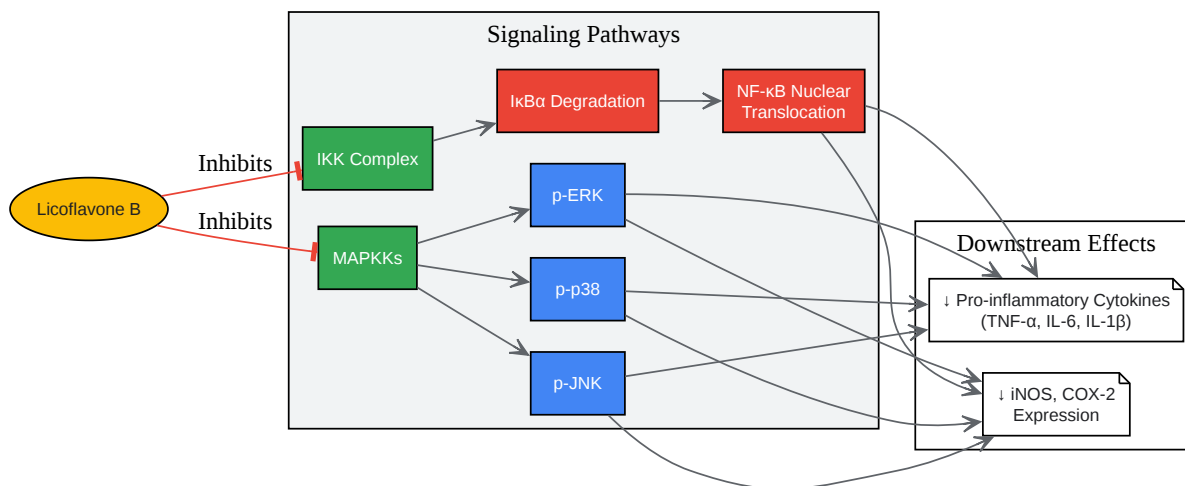 Signaling Pathways
IκBα Degradation
NF-κB Nuclear
Translocation
Inhibits
IKK Complex
p-ERK
Licoflavone B
Inhibits
MAPKKs
Downstream Effects
p-p38
↓ Pro-inflammatory Cytokines
(TNF-α, IL-6, IL-1β)
p-JNK
↓ iNOS, COX-2
Expression